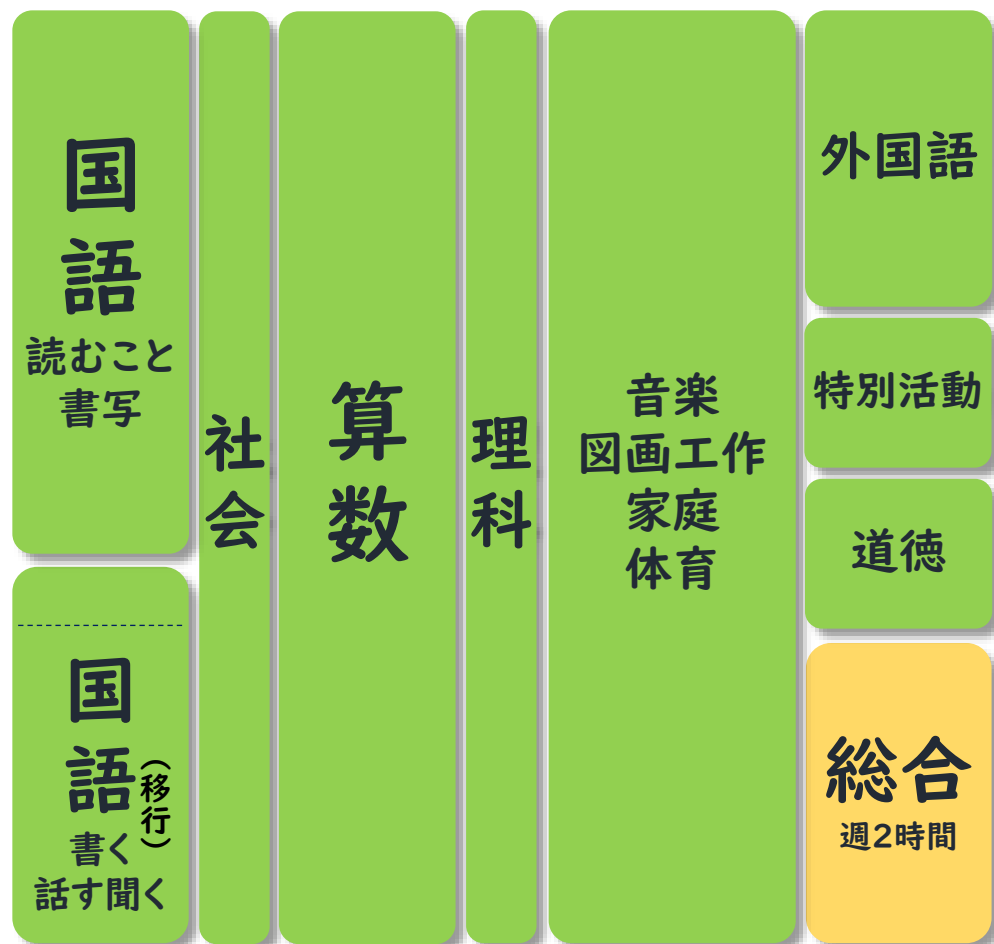 国語
読むこと
書写
国語
(移行)
書く
話す聞く
社会
算数
理科
音楽
図画工作
家庭
体育
外国語
特別活動
道徳
総合
週2時間